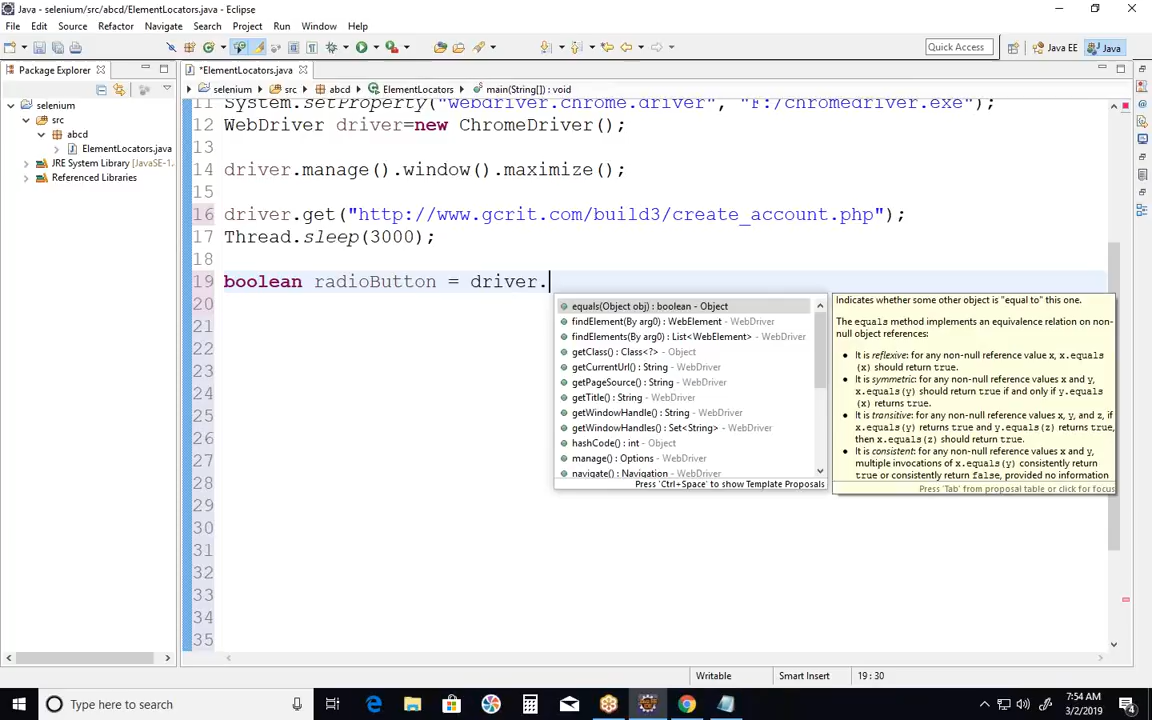 Java - selenium/src/abcd/ElementLocators.java - Eclipse
File Edit Source Refactor Navigate Search Project Run Window Help
Quick Access Java EE Java
Package Explorer
*ElementLocators.java
selenium src abcd ElementLocators main(String[]) : void
selenium
src
abcd
ElementLocators.java
JRE System Library [JavaSE-1.
Referenced Libraries
11 System.setProperty("webdriver.chrome.driver", "F:/chromedriver.exe");
12 WebDriver driver=new ChromeDriver();
13
14 driver.manage().window().maximize();
15
16 driver.get("http://www.gcrit.com/build3/create_account.php");
17 Thread.sleep(3000);
18
19 boolean radioButton = driver.
20
21
22
23
24
25
26
27
28
29
30
31
32
33
34
35
equals(Object obj) : boolean - Object
findElement(By arg0) : WebElement - WebDriver
findElements(By arg0) : List<WebElement> - WebDriver
getClass() : Class<?> - Object
getCurrentUrl() : String - WebDriver
getPageSource() : String - WebDriver
getTitle() : String - WebDriver
getWindowHandle() : String - WebDriver
getWindowHandles() : Set<String> - WebDriver
hashCode() : int - Object
manage() : Options - WebDriver
navigate() : Navigation - WebDriver
Press 'Ctrl+Space' to show Template Proposals
Indicates whether some other object is "equal to" this one.
The equals method implements an equivalence relation on non-
null object references:
It is reflexive: for any non-null reference value x, x.equals
(x) should return true.
It is symmetric: for any non-null reference values x and y,
x.equals(y) should return true if and only if y.equals
(x) returns true.
It is transitive: for any non-null reference values x, y, and z, if
x.equals(y) returns true and y.equals(z) returns true,
then x.equals(z) should return true.
It is consistent: for any non-null reference values x and y,
multiple invocations of x.equals(y) consistently return
true or consistently return false, provided no information
Press 'Tab' from proposal table or click for focus
Writable Smart Insert 19 : 30
Type here to search
7:54 AM
3/2/2019
4